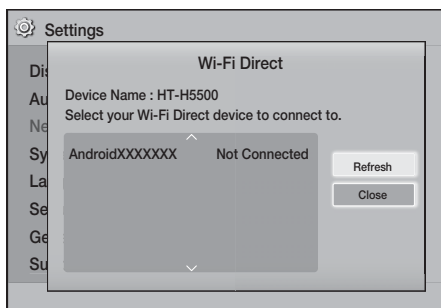 Settings
Wi-Fi Direct
Device Name : HT-H5500
Select your Wi-Fi Direct device to connect to.
AndroidXXXXXXX Not Connected
Refresh
Close